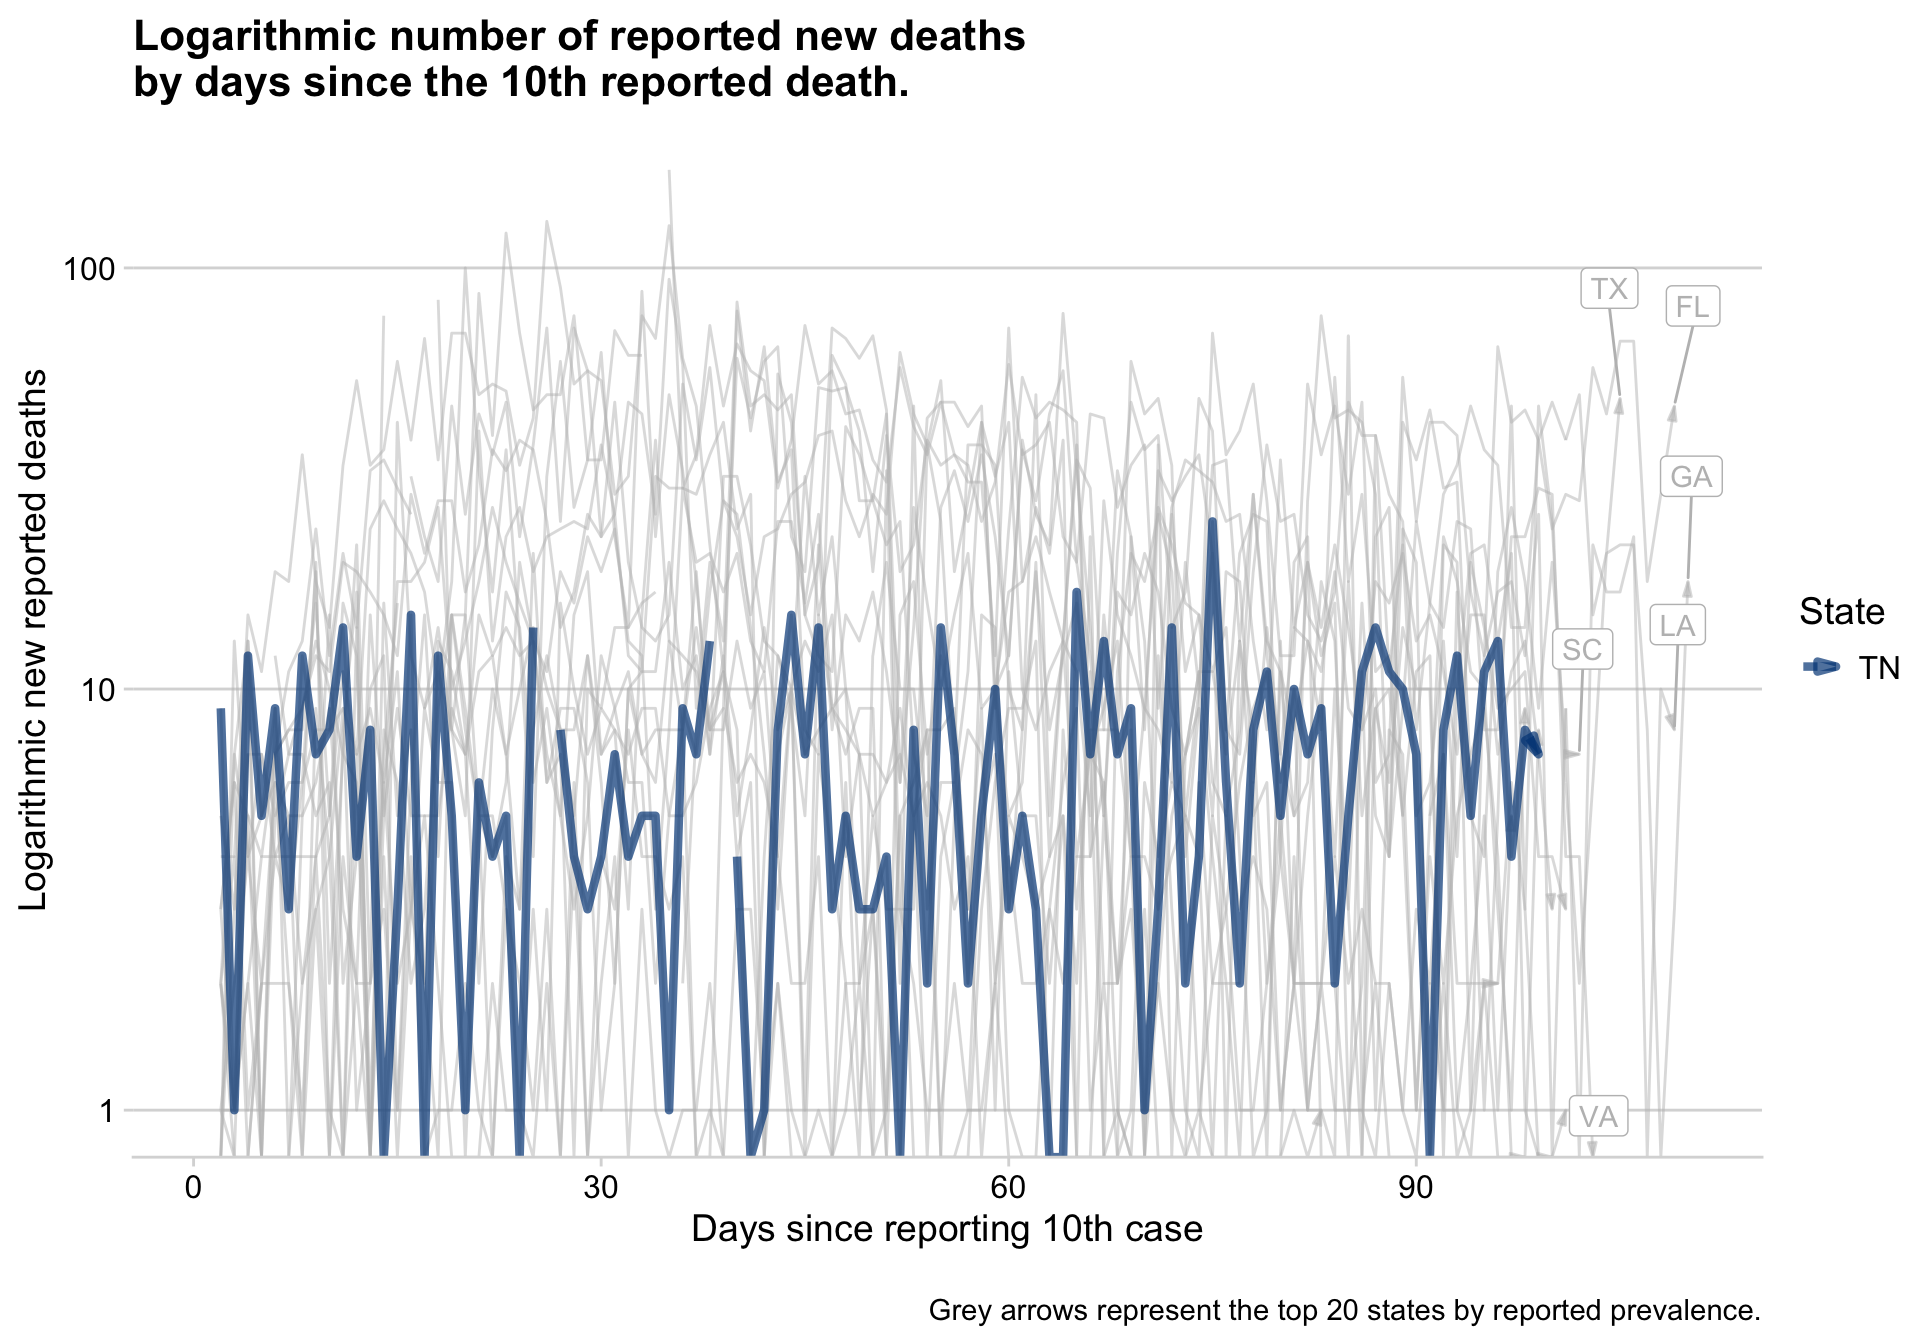 Logarithmic number of reported new deaths
by days since the 10th reported death.
Logarithmic new reported deaths
100
10
1
TX
FL
GA
LA
SC
VA
State
TN
0
30
60
90
Days since reporting 10th case
Grey arrows represent the top 20 states by reported prevalence.